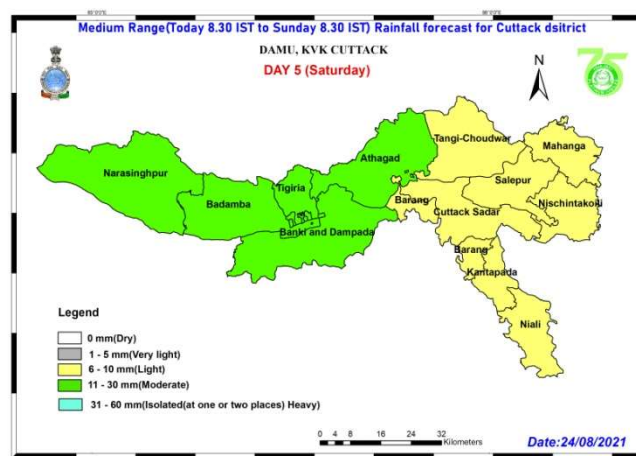 Medium Range(Today 8.30 IST to Sunday 8.30 IST) Rainfall forecast for Cuttack dsitrict
DAMU, KVK CUTTACK
DAY 5 (Saturday)
N
75
Tangi-Choudwar
Mahanga
Athagad
Narasinghpur
Salepur
Tigiria
Nischintakoili
Badamba
Barang
Cuttack Sadar
Banki and Dampada
Barang
Kantapada
Niali
Legend
0 mm(Dry)
1 - 5 mm(Very light)
6 - 10 mm(Light)
11 - 30 mm(Moderate)
31 - 60 mm(Isolated(at one or two places) Heavy)
0 4 8 16 24 32
Kilometers
Date:24/08/2021